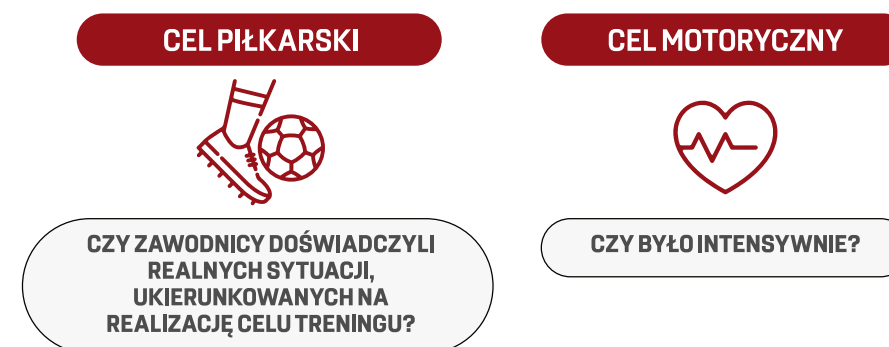 CEL PIŁKARSKI
CZY ZAWODNICY DOŚWIADCZYLI
REALNYCH SYTUACJI,
UKIERUNKOWANYCH NA
REALIZACJĘ CELU TRENINGU?
CEL MOTORYCZNY
CZY BYŁO INTENSYWNIE?